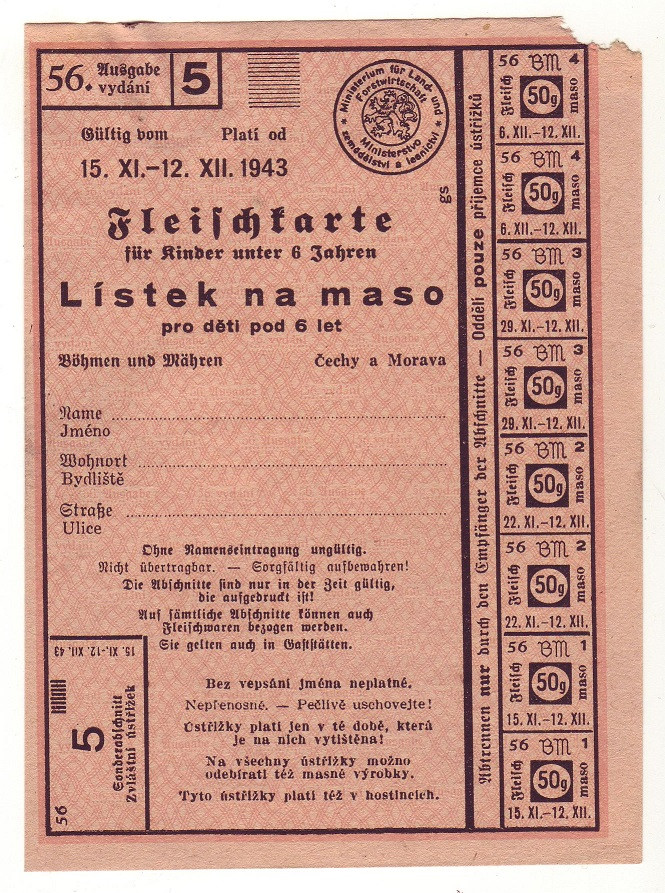 56. Ausgabe
vydání
5
Ministerium für Land- und
Forstwirtschaft
Ministerstvo
zemědělství a lesnictví
Gültig vom Platí od
15. XI.–12. XII. 1943
gs
Fleischkarte
für Kinder unter 6 Jahren
Lístek na maso
pro děti pod 6 let
Böhmen und Mähren Čechy a Morava
Name
Jméno
Wohnort
Bydliště
Straße
Ulice
Ohne Namenseintragung ungültig.
Nicht übertragbar. — Sorgfältig aufbewahren!
Die Abschnitte sind nur in der Zeit gültig,
die aufgedruckt ist!
Auf sämtliche Abschnitte können auch
Fleischwaren bezogen werden.
Sie gelten auch in Gaststätten.
Bez vepsání jména neplatné.
Nepřenosné. — Pečlivě uschovejte!
Ústřižky platí jen v té době, která
je na nich vytištěna!
Na všechny ústřižky možno
odebírati též masné výrobky.
Tyto ústřižky platí též v hostincích.
15. XI.-12. XII. 43
5
Sonderabschnitt
Zvláštní ústřižek
56
Abtrennen nur durch den Empfänger der Abschnitte — Oddělí pouze příjemce ústřižků
56 BM 4
Fleisch 50g maso
6. XII.–12. XII.
56 BM 4
Fleisch 50g maso
6. XII.–12. XII.
56 BM 3
Fleisch 50g maso
29. XI.–12. XII.
56 BM 3
Fleisch 50g maso
29. XI.–12. XII.
56 BM 2
Fleisch 50g maso
22. XI.–12. XII.
56 BM 2
Fleisch 50g maso
22. XI.–12. XII.
56 BM 1
Fleisch 50g maso
15. XI.–12. XII.
56 BM 1
Fleisch 50g maso
15. XI.–12. XII.